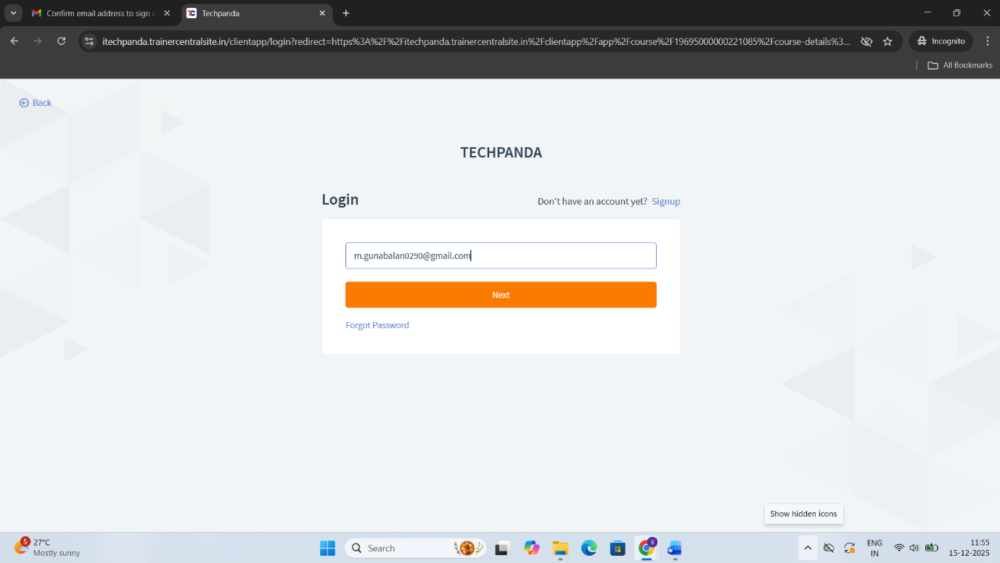 Confirm email address to sign u
Techpanda
itechpanda.trainercentralsite.in/clientapp/login?redirect=https%3A%2F%2Fitechpanda.trainercentralsite.in%2Fclientapp%2Fapp%2Fcourse%2F19695000000221085%2Fcourse-details%3...
Incognito
All Bookmarks
Back
TECHPANDA
Login
Don't have an account yet? Signup
m.gunabalan0290@gmail.com
Next
Forgot Password
Show hidden icons
5
27°C
Mostly sunny
Search
g
W
ENG
IN
11:55
15-12-2025